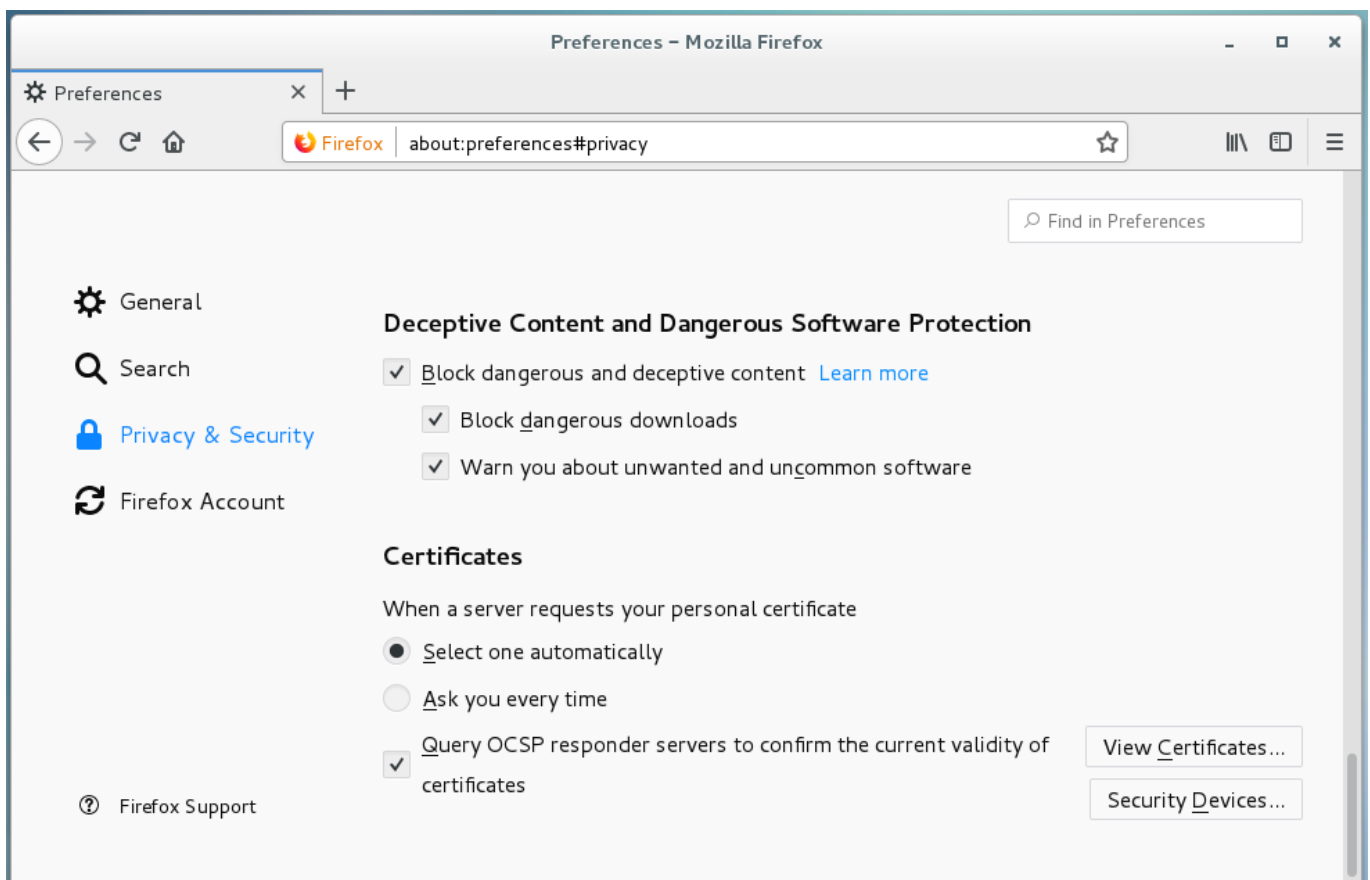 Preferences – Mozilla Firefox
Preferences
Firefox
about:preferences#privacy
Find in Preferences
General
Search
Privacy & Security
Firefox Account
Firefox Support
Deceptive Content and Dangerous Software Protection
Block dangerous and deceptive content Learn more
Block dangerous downloads
Warn you about unwanted and uncommon software
Certificates
When a server requests your personal certificate
Select one automatically
Ask you every time
Query OCSP responder servers to confirm the current validity of
certificates
View Certificates...
Security Devices...